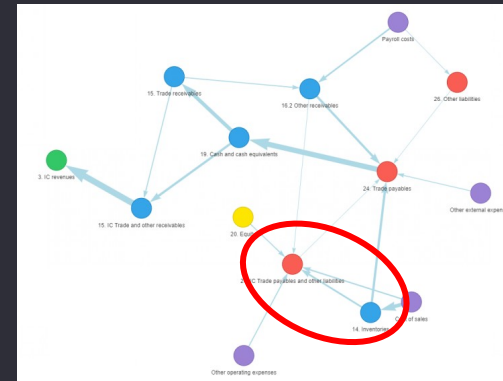 Payroll costs
15. Trade receivables
16.2 Other receivables
26. Other liabilities
19. Cash and cash equivalents
3. IC revenues
24. Trade payables
15. IC Trade and other receivables
Other external expen
20. Equi
2 C Trade payables and other liabilities
C of sales
14. Inventories
Other operating expenses